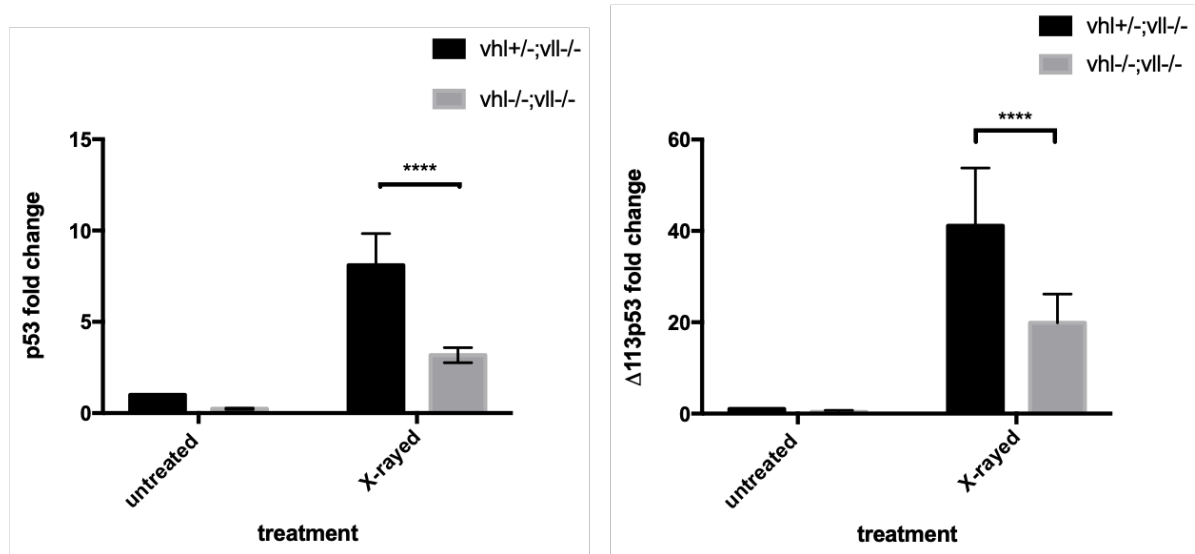 vhl+/-;vll-/-
vhl-/-;vll-/-
15
10
5
0
p53 fold change
****
untreated
X-rayed
treatment
vhl+/-;vll-/-
vhl-/-;vll-/-
60
40
20
0
Δ113p53 fold change
****
untreated
X-rayed
treatment